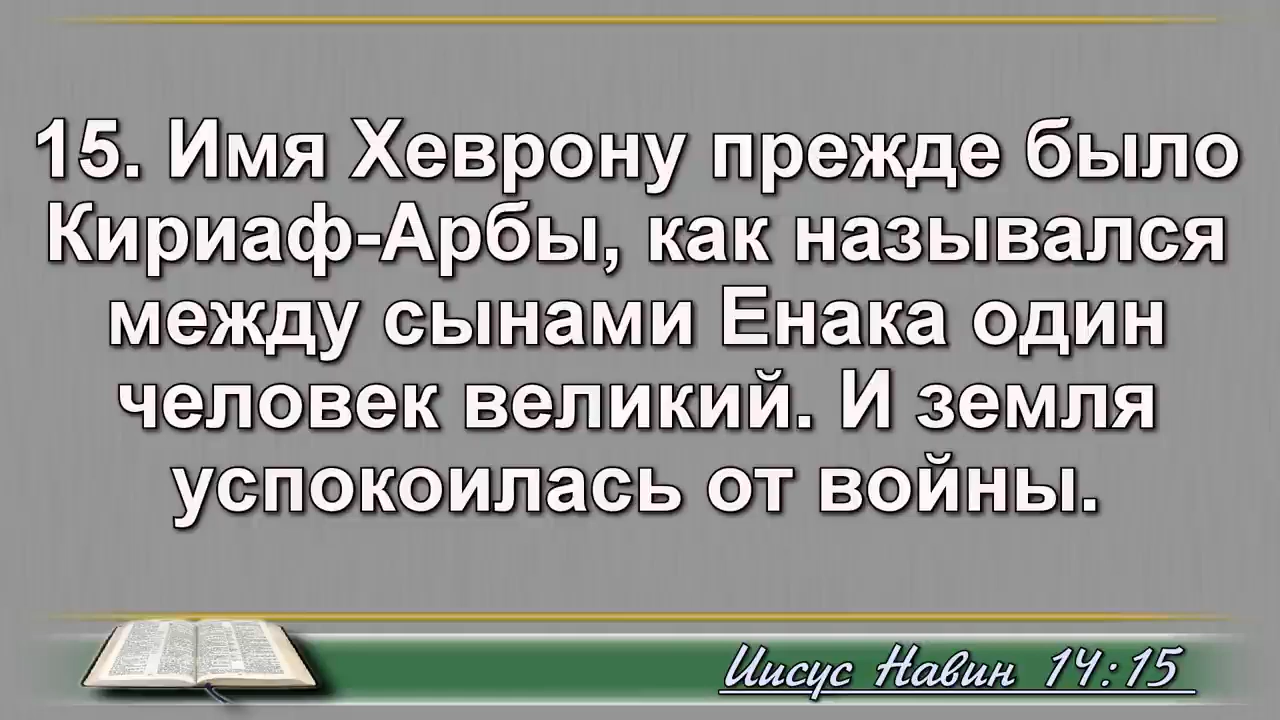 15. Имя Хеврону прежде было
Кириаф-Арбы, как назывался
между сынами Енака один
человек великий. И земля
успокоилась от войны.
Иисус Навин 14:15